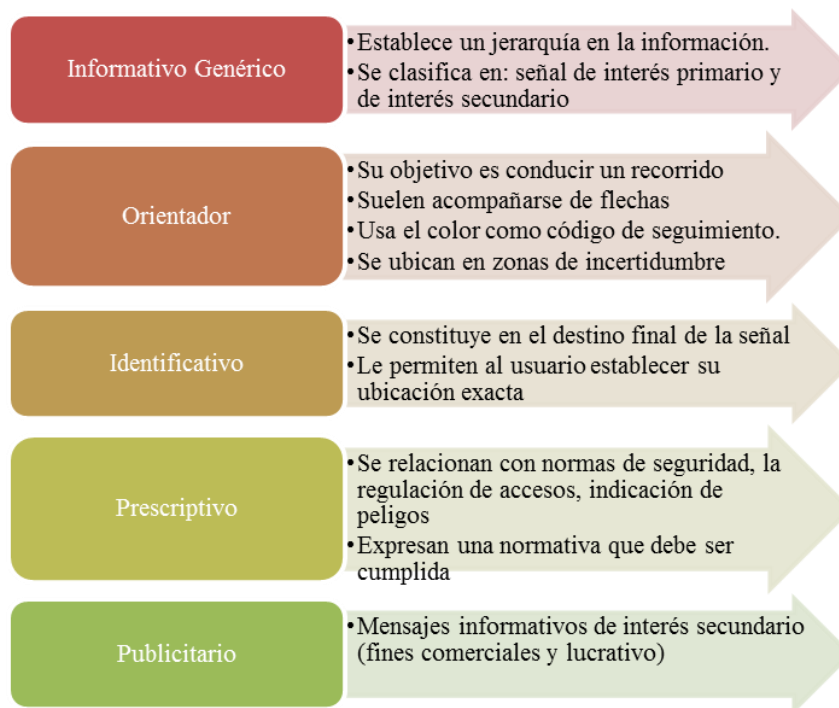 Informativo Genérico
•Establece un jerarquía en la información.
•Se clasifica en: señal de interés primario y
de interés secundario
Orientador
•Su objetivo es conducir un recorrido
•Suelen acompañarse de flechas
•Usa el color como código de seguimiento.
•Se ubican en zonas de incertidumbre
Identificativo
•Se constituye en el destino final de la señal
•Le permiten al usuario establecer su
ubicación exacta
Prescriptivo
•Se relacionan con normas de seguridad, la
regulación de accesos, indicación de
peligros
•Expresan una normativa que debe ser
cumplida
Publicitario
•Mensajes informativos de interés secundario
(fines comerciales y lucrativo)